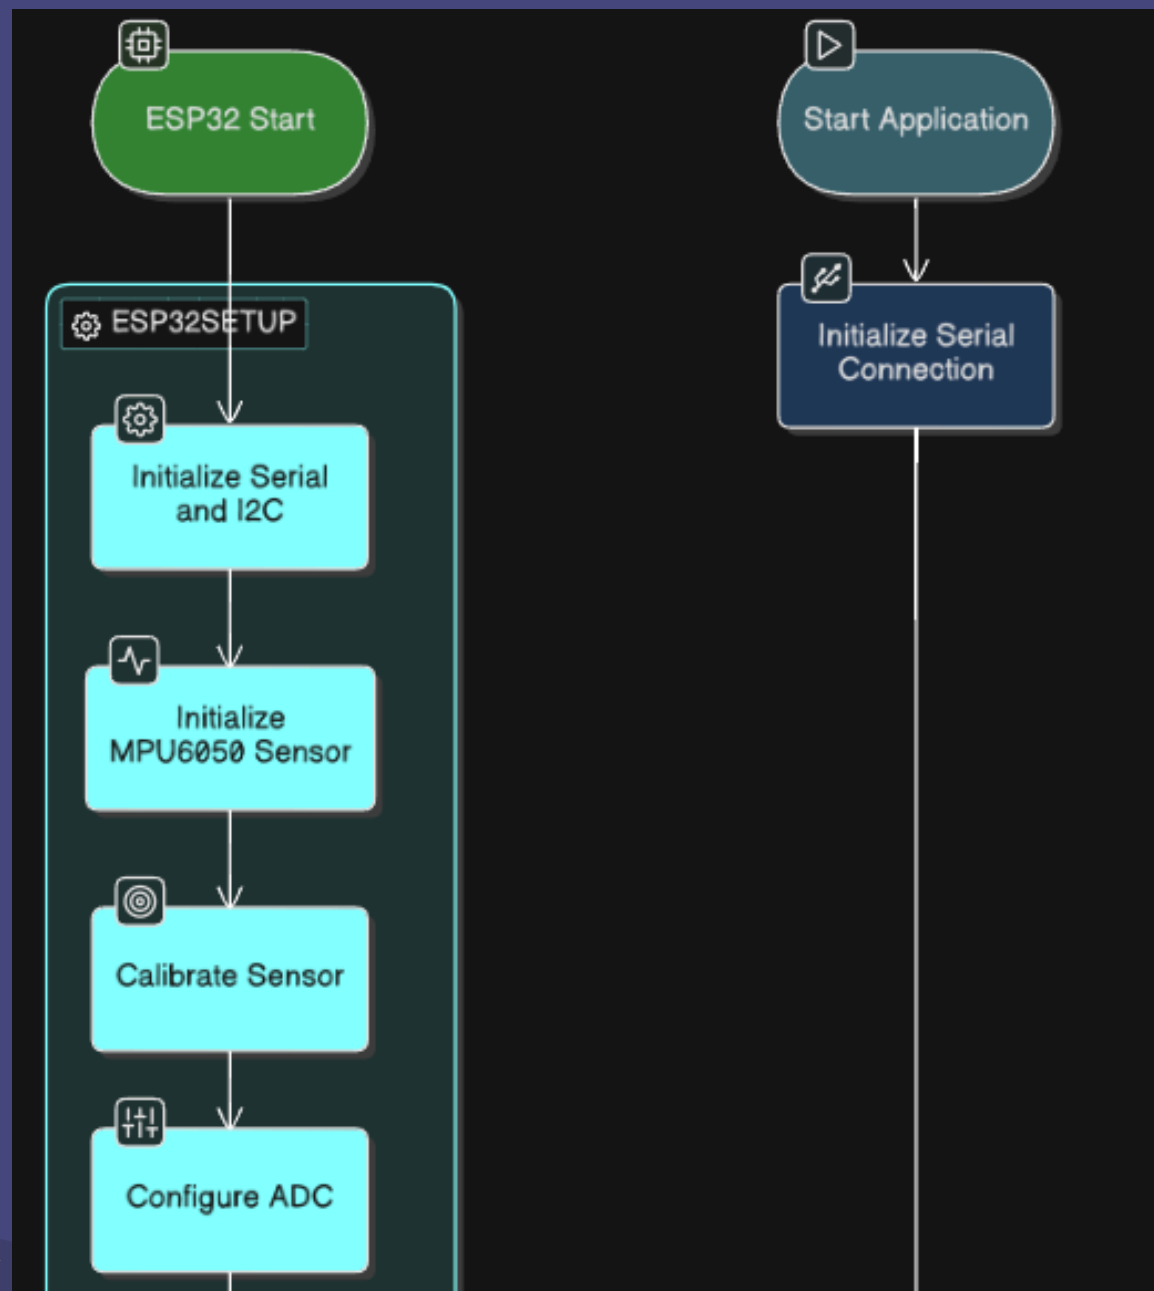 ESP32 Start
Start Application
ESP32SETUP
Initialize Serial
Connection
Initialize Serial
and I2C
Initialize
MPU6050 Sensor
Calibrate Sensor
Configure ADC